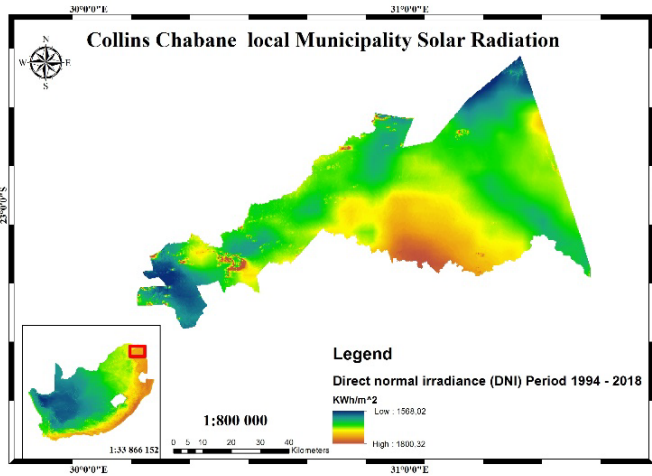 30°0'0"E 31°0'0"E
Collins Chabane local Municipality Solar Radiation
N
W E
S
23°0'0"S
Legend
Direct normal irradiance (DNI) Period 1994 - 2018
KWh/m^2
Low : 1568.02
High : 1800.32
1:800 000
0 5 10 20 30 40
Kilometers
1:33 866 152
30°0'0"E 31°0'0"E